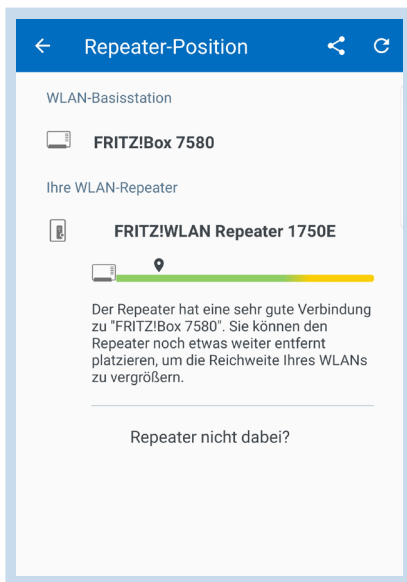 Repeater-Position
WLAN-Basisstation
FRITZ!Box 7580
Ihre WLAN-Repeater
FRITZ!WLAN Repeater 1750E
Der Repeater hat eine sehr gute Verbindung
zu "FRITZ!Box 7580". Sie können den
Repeater noch etwas weiter entfernt
platzieren, um die Reichweite Ihres WLANs
zu vergrößern.
Repeater nicht dabei?